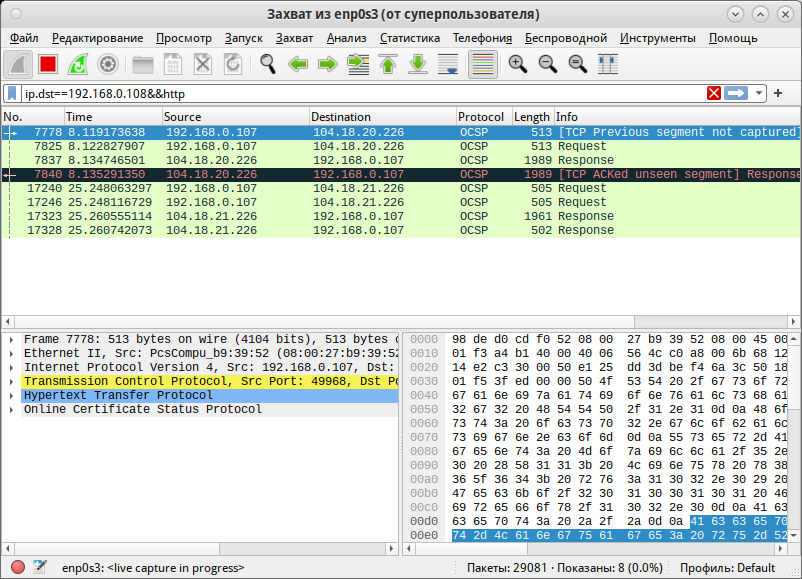 Захват из enp0s3 (от суперпользователя)
Файл Редактирование Просмотр Запуск Захват Анализ Статистика Телефония Беспроводной Инструменты Помощь
ip.dst==192.168.0.108&&http
No. Time Source Destination Protocol Length Info
7778 8.119173638 192.168.0.107 104.18.20.226 OCSP 513 [TCP Previous segment not captured]
7825 8.122827907 192.168.0.107 104.18.20.226 OCSP 513 Request
7837 8.134746501 104.18.20.226 192.168.0.107 OCSP 1989 Response
7840 8.135291350 104.18.20.226 192.168.0.107 OCSP 1989 [TCP ACKed unseen segment] Response
17240 25.248063297 192.168.0.107 104.18.21.226 OCSP 505 Request
17246 25.248116729 192.168.0.107 104.18.21.226 OCSP 505 Request
17323 25.260555114 104.18.21.226 192.168.0.107 OCSP 1961 Response
17328 25.260742073 104.18.21.226 192.168.0.107 OCSP 502 Response
Frame 7778: 513 bytes on wire (4104 bits), 513 bytes
Ethernet II, Src: PcsCompu_b9:39:52 (08:00:27:b9:39:52
Internet Protocol Version 4, Src: 192.168.0.107, Dst:
Transmission Control Protocol, Src Port: 49968, Dst Po
Hypertext Transfer Protocol
Online Certificate Status Protocol
0000 98 de d0 cd f0 52 08 00 27 b9 39 52 08 00 45 00
0010 01 f3 a4 b1 40 00 40 06 56 4c c0 a8 00 6b 68 12
0020 14 e2 c3 30 00 50 e1 25 dd 3d be f4 6a 3c 50 18
0030 01 f5 3f ed 00 00 50 4f 53 54 20 2f 67 73 6f 72
0040 67 61 6e 69 7a 61 74 69 6f 6e 76 61 6c 73 68 61
0050 32 67 32 20 48 54 54 50 2f 31 2e 31 0d 0a 48 6f
0060 73 74 3a 20 6f 63 73 70 32 2e 67 6c 6f 62 61 6c
0070 73 69 67 6e 2e 63 6f 6d 0d 0a 55 73 65 72 2d 41
0080 67 65 6e 74 3a 20 4d 6f 7a 69 6c 6c 61 2f 35 2e
0090 30 20 28 58 31 31 3b 20 4c 69 6e 75 78 20 78 38
00a0 36 5f 36 34 3b 20 72 76 3a 31 30 32 2e 30 29 20
00b0 47 65 63 6b 6f 2f 32 30 31 30 30 31 30 31 20 46
00c0 69 72 65 66 6f 78 2f 31 30 32 2e 30 0d 0a 41 63
00d0 63 65 70 74 3a 20 2a 2f 2a 0d 0a 41 63 63 65 70
00e0 74 2d 4c 61 6e 67 75 61 67 65 3a 20 72 75 2d 52
enp0s3: <live capture in progress>
Пакеты: 29081 · Показаны: 8 (0.0%)
Профиль: Default